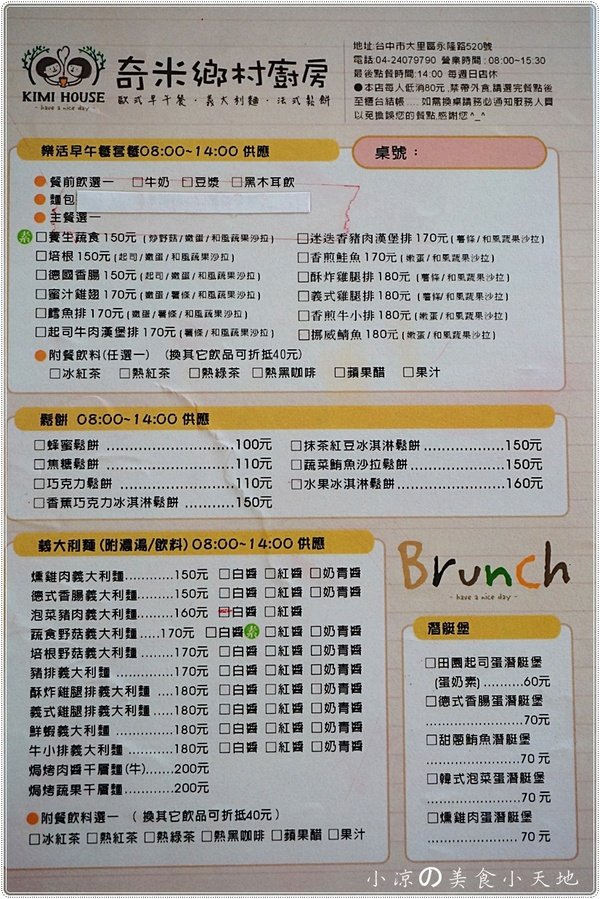 KIMI HOUSE
- have a nice day -
奇米鄉村廚房
歐式早午餐・義大利麵・法式鬆餅
地址:台中市大里區永隆路520號
電話:04-24079790 營業時間:08:00~15:30
最後點餐時間:14:00 每週日店休
●本店每人低消80元,禁帶外食,請選完餐點後
至櫃台結帳.....如需換桌請務必通知服務人員
以免擔誤您的餐點,感謝您^_^
樂活早午餐套餐08:00~14:00 供應
桌號：
●餐前飲選一 □牛奶 □豆漿 □黑木耳飲
●麵包
●主餐選一
素 □養生蔬食 150元 (炒野菇/嫩蛋/和風蔬果沙拉)
□培根 150元 (起司/嫩蛋/和風蔬果沙拉)
□德國香腸 150元 (起司/嫩蛋/和風蔬果沙拉)
□蜜汁雞翅 170元 (嫩蛋/薯條/和風蔬果沙拉)
□鱈魚排 170元 (嫩蛋/薯條/和風蔬果沙拉)
□起司牛肉漢堡排 170元 (薯條/和風蔬果沙拉)
□迷迭香豬肉漢堡排 170元 (薯條/和風蔬果沙拉)
□香煎鮭魚 170元 (嫩蛋/和風蔬果沙拉)
□酥炸雞腿排 180元 (薯條/和風蔬果沙拉)
□義式雞腿排 180元 (薯條/和風蔬果沙拉)
□香煎牛小排 180元 (嫩蛋/和風蔬果沙拉)
□挪威鯖魚 180元 (嫩蛋/和風蔬果沙拉)
●附餐飲料(任選一) (換其它飲品可折抵40元)
□冰紅茶 □熱紅茶 □熱綠茶 □熱黑咖啡 □蘋果醋 □果汁
鬆餅 08:00~14:00 供應
□蜂蜜鬆餅 ......................100元
□焦糖鬆餅 ......................110元
□巧克力鬆餅 ...................110元
□香蕉巧克力冰淇淋鬆餅 ............150元
□抹茶紅豆冰淇淋鬆餅 ................150元
□蔬菜鮪魚沙拉鬆餅 ................150元
□水果冰淇淋鬆餅 ......................160元
義大利麵 (附濃湯/飲料) 08:00~14:00 供應
燻雞肉義大利麵............150元 □白醬 □紅醬 □奶青醬
德式香腸義大利麵.........150元 □白醬 □紅醬 □奶青醬
泡菜豬肉義大利麵.........160元 □白醬 □紅醬
蔬食野菇義大利麵.....170元 □白醬 素 □紅醬 □奶青醬
培根野菇義大利麵.........170元 □白醬 □紅醬 □奶青醬
豬排義大利麵 ..............170元 □白醬 □紅醬 □奶青醬
酥炸雞腿排義大利麵 ....180元 □白醬 □紅醬 □奶青醬
義式雞腿排義大利麵 .....180元 □白醬 □紅醬 □奶青醬
鮮蝦義大利麵 ..............180元 □白醬 □紅醬 □奶青醬
牛小排義大利麵 ............180元 □白醬 □紅醬 □奶青醬
焗烤肉醬千層麵(牛).......200元
焗烤蔬果千層麵............200元
●附餐飲料選一 ( 換其它飲品可折抵40元 )
□冰紅茶 □熱紅茶 □熱綠茶 □熱黑咖啡 □蘋果醋 □果汁
Brunch
- have a nice day -
潛艇堡
□田園起司蛋潛艇堡
(蛋奶素) ..........60元
□德式香腸蛋潛艇堡
........................70元
□甜蔥鮪魚潛艇堡
.......................70 元
□韓式泡菜蛋潛艇堡
.......................70 元
□燻雞肉蛋潛艇堡
.......................70 元
小凉の美食小天地